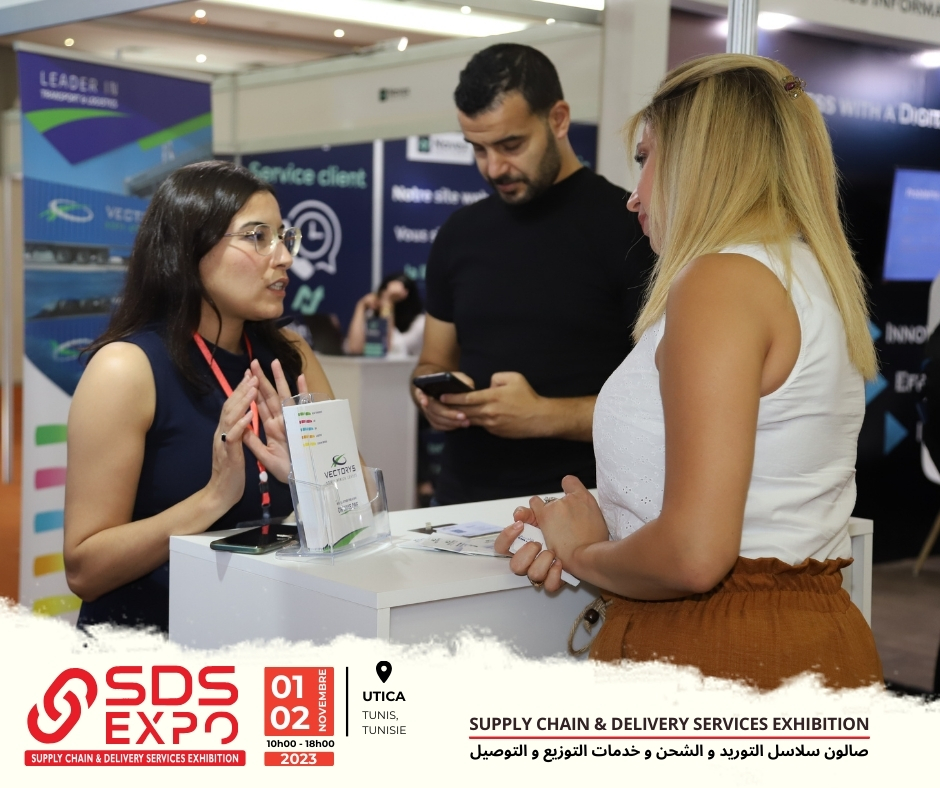 LEADER IN
TRANSPORT & LOGISTICS
Service client
Notre site web
VECTORYS
SDS
EXPO
SUPPLY CHAIN & DELIVERY SERVICES EXHIBITION
01
02
NOVEMBRE
10h00 - 18h00
2023
UTICA
TUNIS,
TUNISIE
SUPPLY CHAIN & DELIVERY SERVICES EXHIBITION
صالون سلاسل التوريد و الشحن و خدمات التوزيع و التوصيل